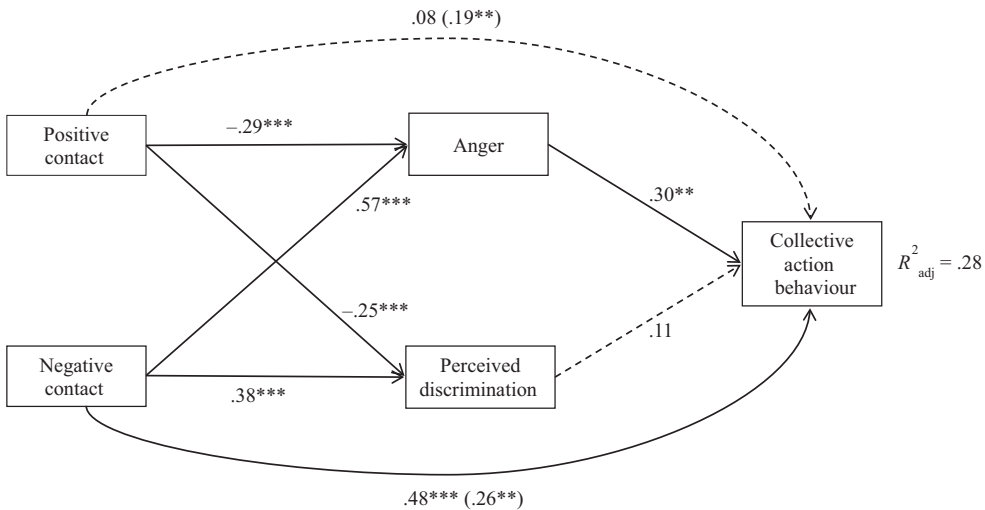 .08 (.19**)
Positive
contact
–.29***
Anger
.57***
.30**
Collective
action
behaviour
R²adj = .28
–.25***
.11
Negative
contact
.38***
Perceived
discrimination
.48*** (.26**)